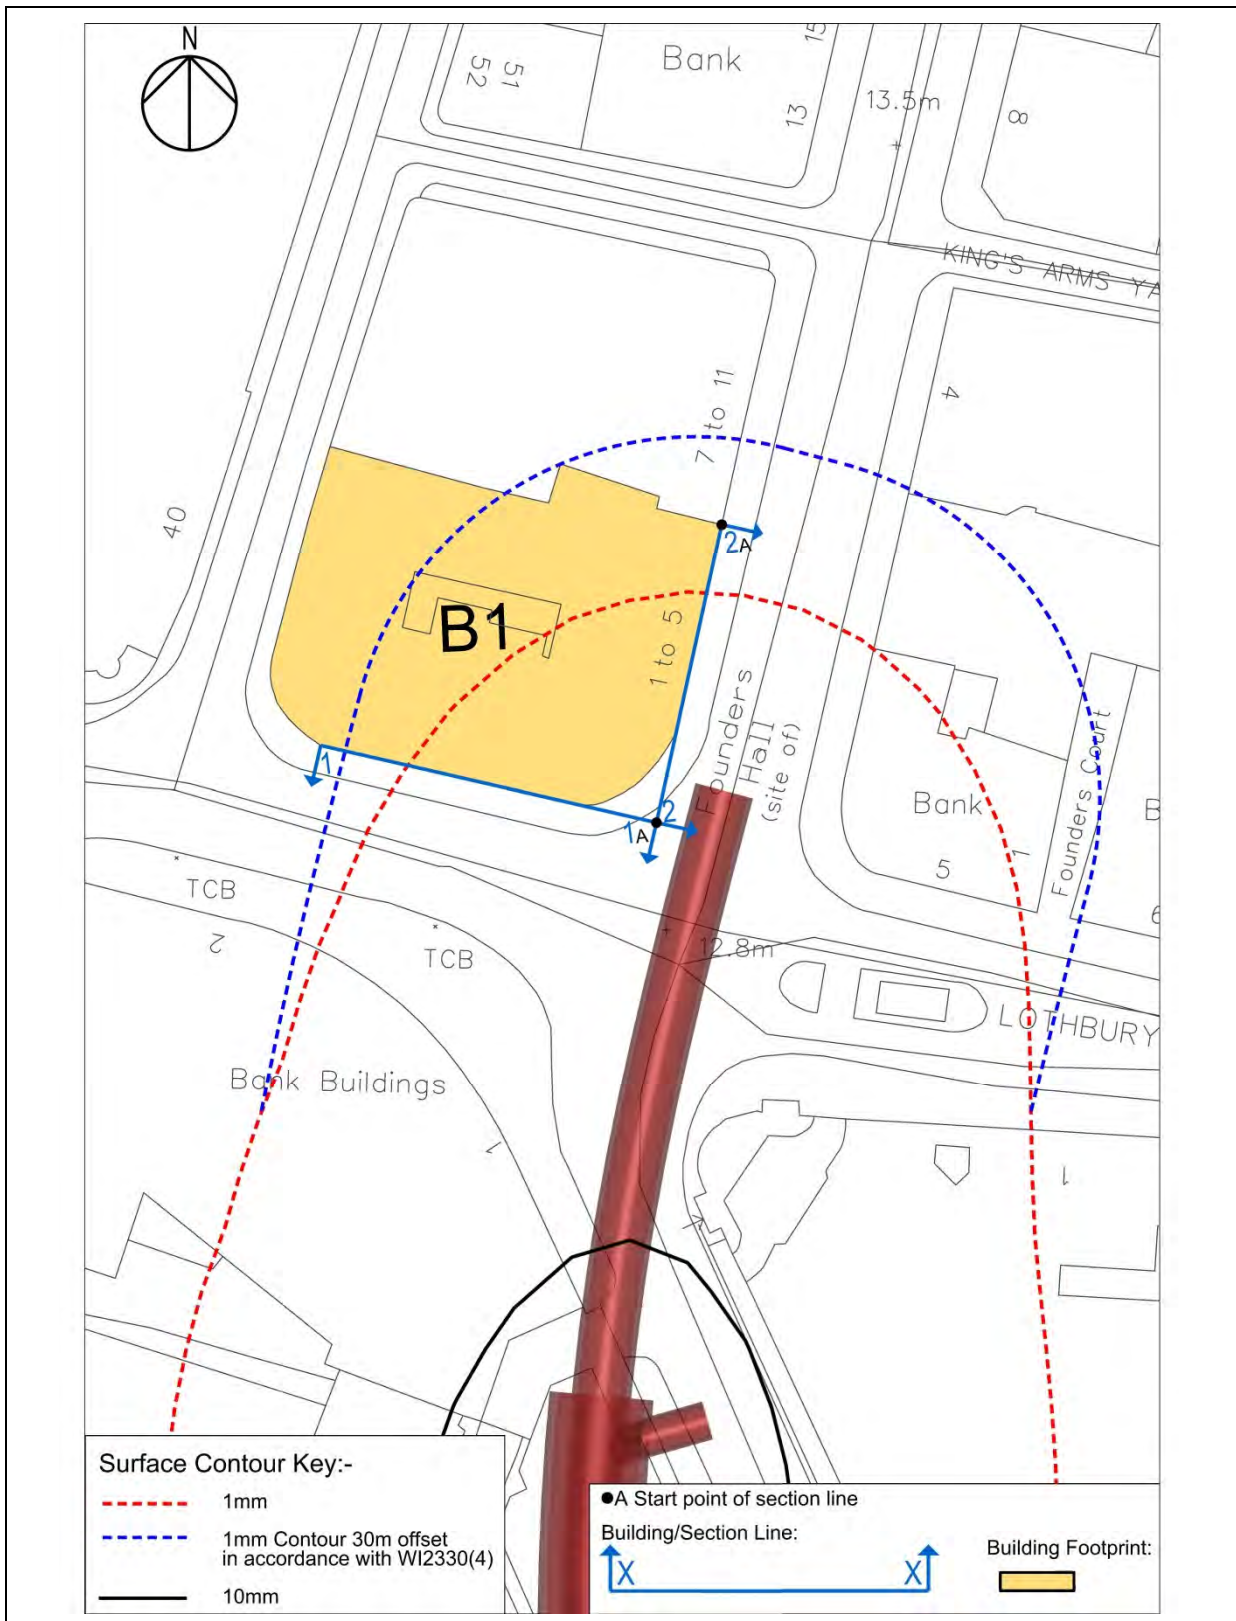 N
51
52
Bank
15
13
13.5m
8
KING'S ARMS YA
7 to 11
4
40
2A
B1
1 to 5
Founders
Hall
(site of)
Founders Court
1
2
1A
Bank
B
5
1
6
TCB
2
TCB
12.8m
LOTHBURY
Bank Buildings
1
1
Surface Contour Key:-
1mm
1mm Contour 30m offset
in accordance with WI2330(4)
10mm
●A Start point of section line
Building/Section Line:
X X
Building Footprint: